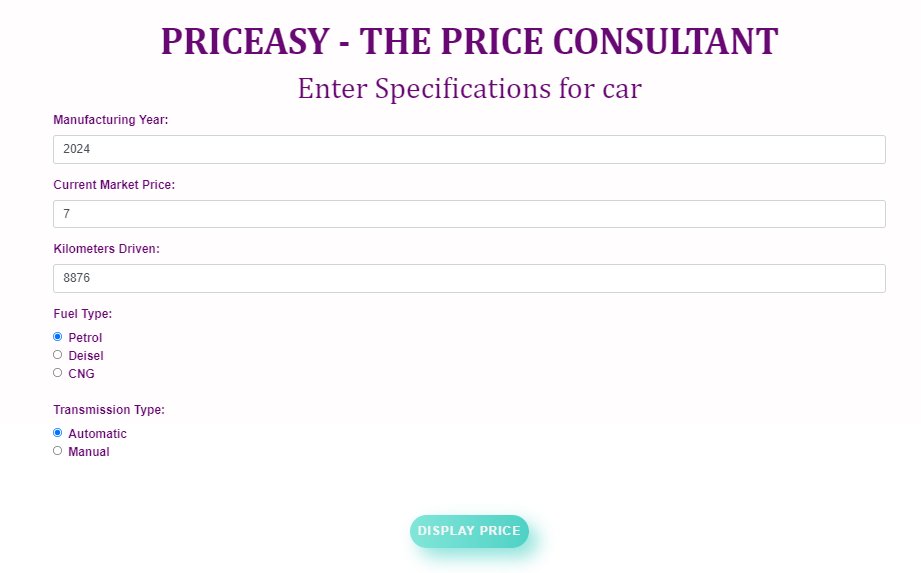 PRICEASY - THE PRICE CONSULTANT
Enter Specifications for car
Manufacturing Year:
2024
Current Market Price:
7
Kilometers Driven:
8876
Fuel Type:
Petrol
Deisel
CNG
Transmission Type:
Automatic
Manual
DISPLAY PRICE